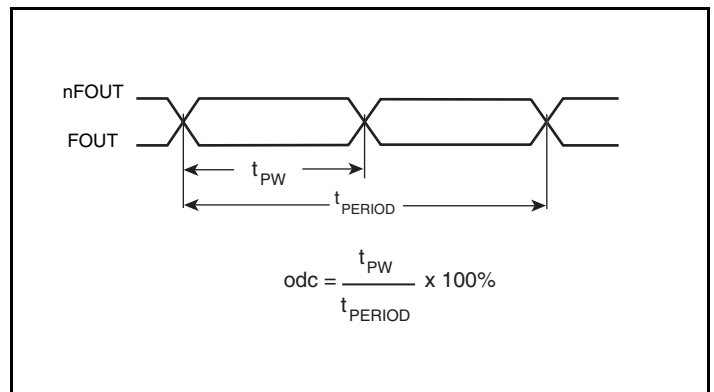 nFOUT
FOUT
tPW
tPERIOD
odc = tPW / tPERIOD x 100%